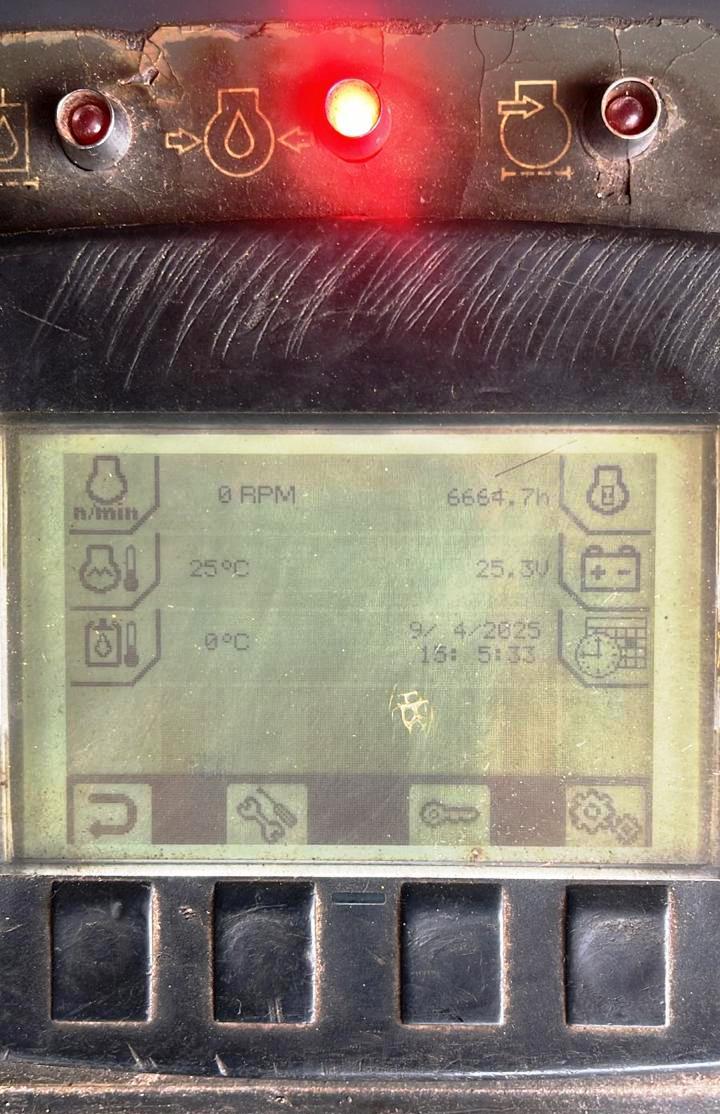 n/min
0 RPM
6664.7h
25°C
25.3V
0°C
9/ 4/2025
15: 5:33